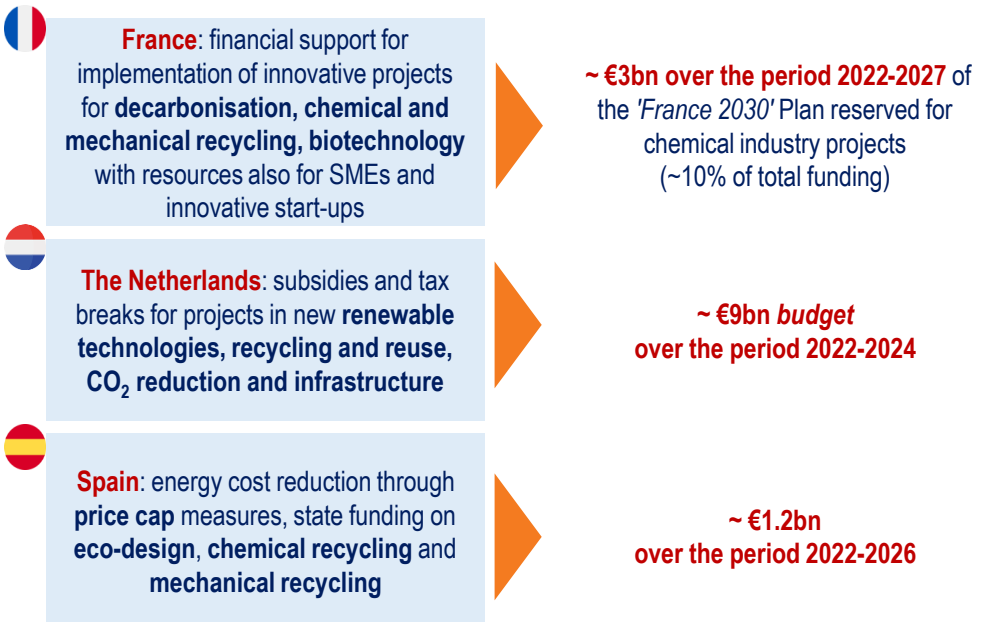 France: financial support for
implementation of innovative projects
for decarbonisation, chemical and
mechanical recycling, biotechnology
with resources also for SMEs and
innovative start-ups
~ €3bn over the period 2022-2027 of
the 'France 2030' Plan reserved for
chemical industry projects
(~10% of total funding)
The Netherlands: subsidies and tax
breaks for projects in new renewable
technologies, recycling and reuse,
CO₂ reduction and infrastructure
~ €9bn budget
over the period 2022-2024
Spain: energy cost reduction through
price cap measures, state funding on
eco-design, chemical recycling and
mechanical recycling
~ €1.2bn
over the period 2022-2026